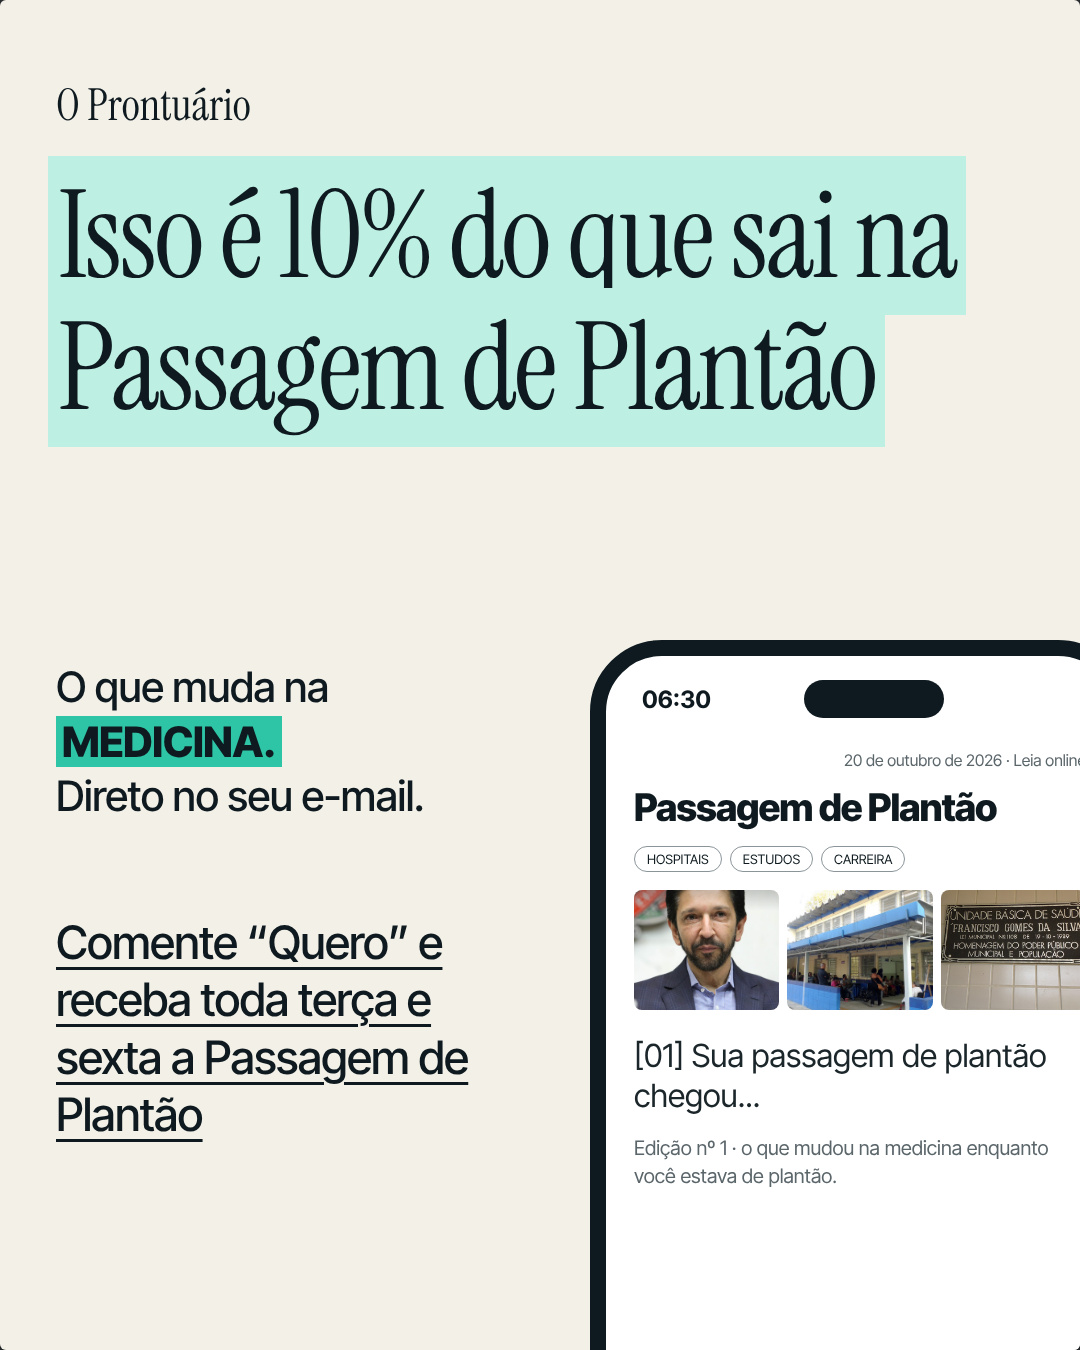 O Prontuário
Isso é 10% do que sai na
Passagem de Plantão
O que muda na
MEDICINA.
Direto no seu e-mail.
Comente “Quero” e
receba toda terça e
sexta a Passagem de
Plantão
06:30
20 de outubro de 2026 · Leia online
Passagem de Plantão
HOSPITAIS ESTUDOS CARREIRA
UNIDADE BÁSICA DE SAÚDE
FRANCISCO GOMES DA SILVA
HOMENAGEM DO PODER PÚBLICO
MUNICIPAL E POPULAÇÃO
[01] Sua passagem de plantão
chegou...
Edição nº 1 · o que mudou na medicina enquanto
você estava de plantão.